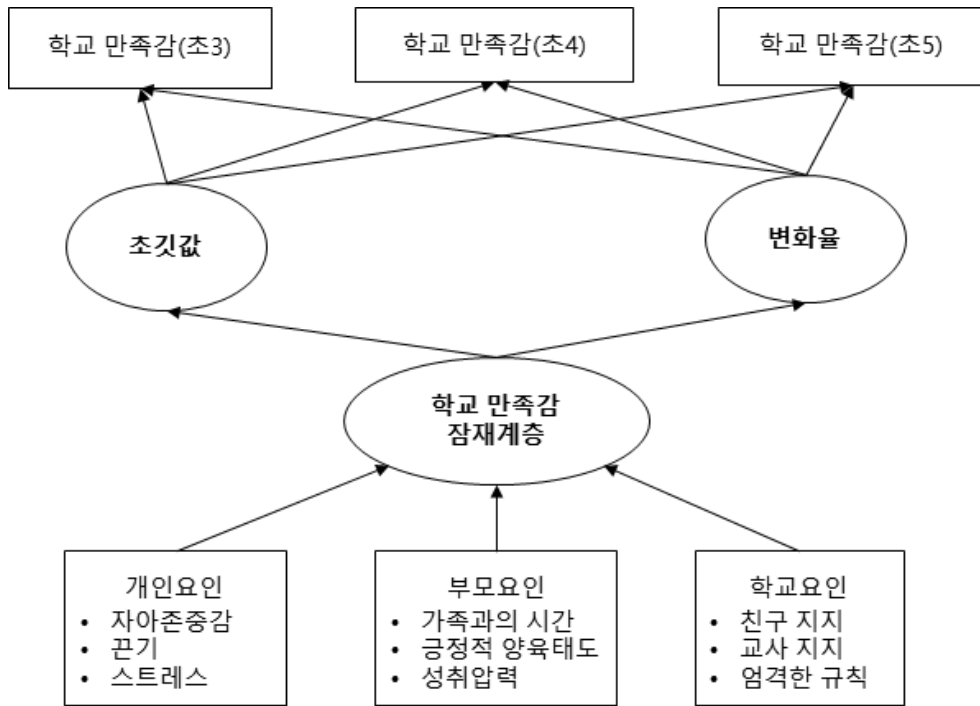 학교 만족감(초3)
학교 만족감(초4)
학교 만족감(초5)
초깃값
변화율
학교 만족감
잠재계층
개인요인
• 자아존중감
• 끈기
• 스트레스
부모요인
• 가족과의 시간
• 긍정적 양육태도
• 성취압력
학교요인
• 친구 지지
• 교사 지지
• 엄격한 규칙